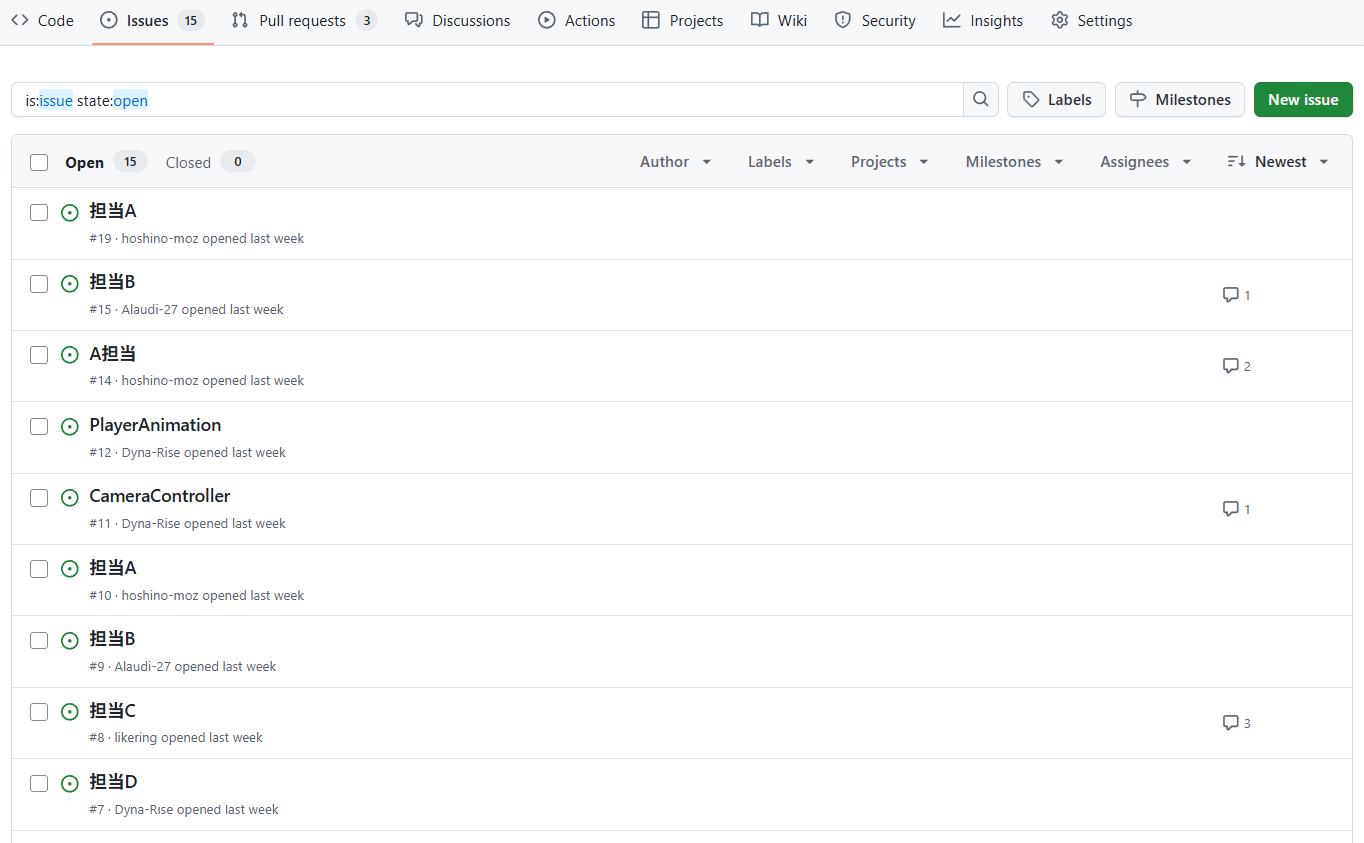 Code Issues 15 Pull requests 3 Discussions Actions Projects Wiki Security Insights Settings
is:issue state:open Labels Milestones New issue
Open 15 Closed 0 Author Labels Projects Milestones Assignees Newest
担当A
#19 · hoshino-moz opened last week
担当B
#15 · Alaudi-27 opened last week
1
A担当
#14 · hoshino-moz opened last week
2
PlayerAnimation
#12 · Dyna-Rise opened last week
CameraController
#11 · Dyna-Rise opened last week
1
担当A
#10 · hoshino-moz opened last week
担当B
#9 · Alaudi-27 opened last week
担当C
#8 · likering opened last week
3
担当D
#7 · Dyna-Rise opened last week